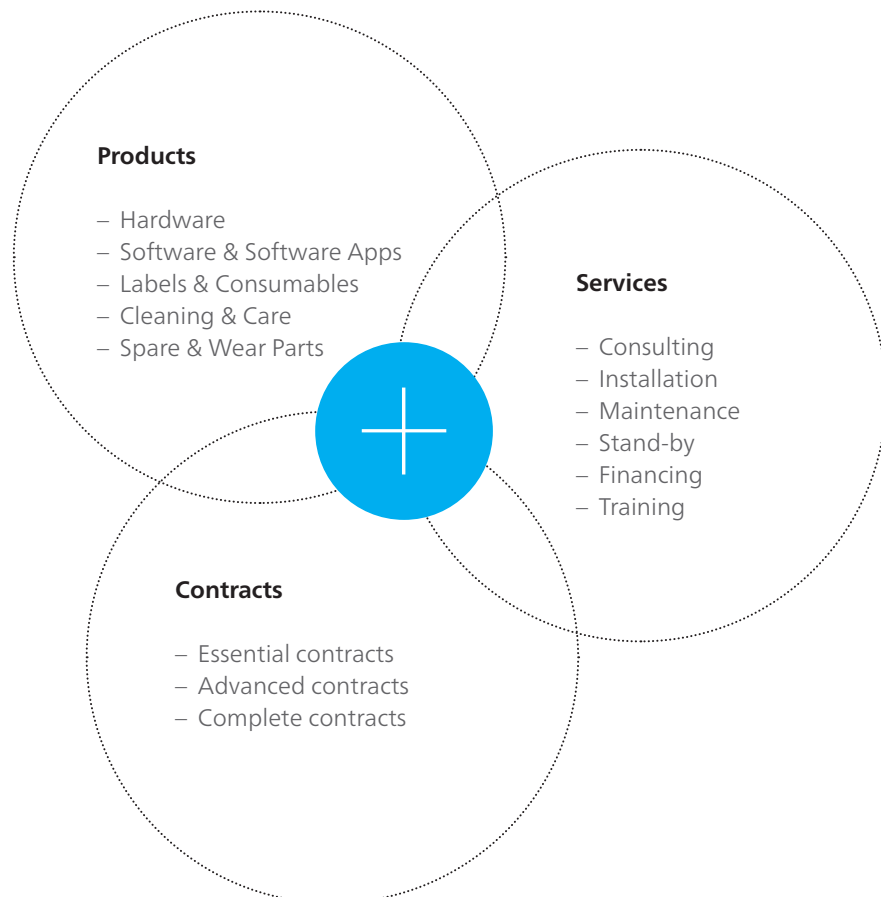 Products
– Hardware
– Software & Software Apps
– Labels & Consumables
– Cleaning & Care
– Spare & Wear Parts
Services
– Consulting
– Installation
– Maintenance
– Stand-by
– Financing
– Training
Contracts
– Essential contracts
– Advanced contracts
– Complete contracts